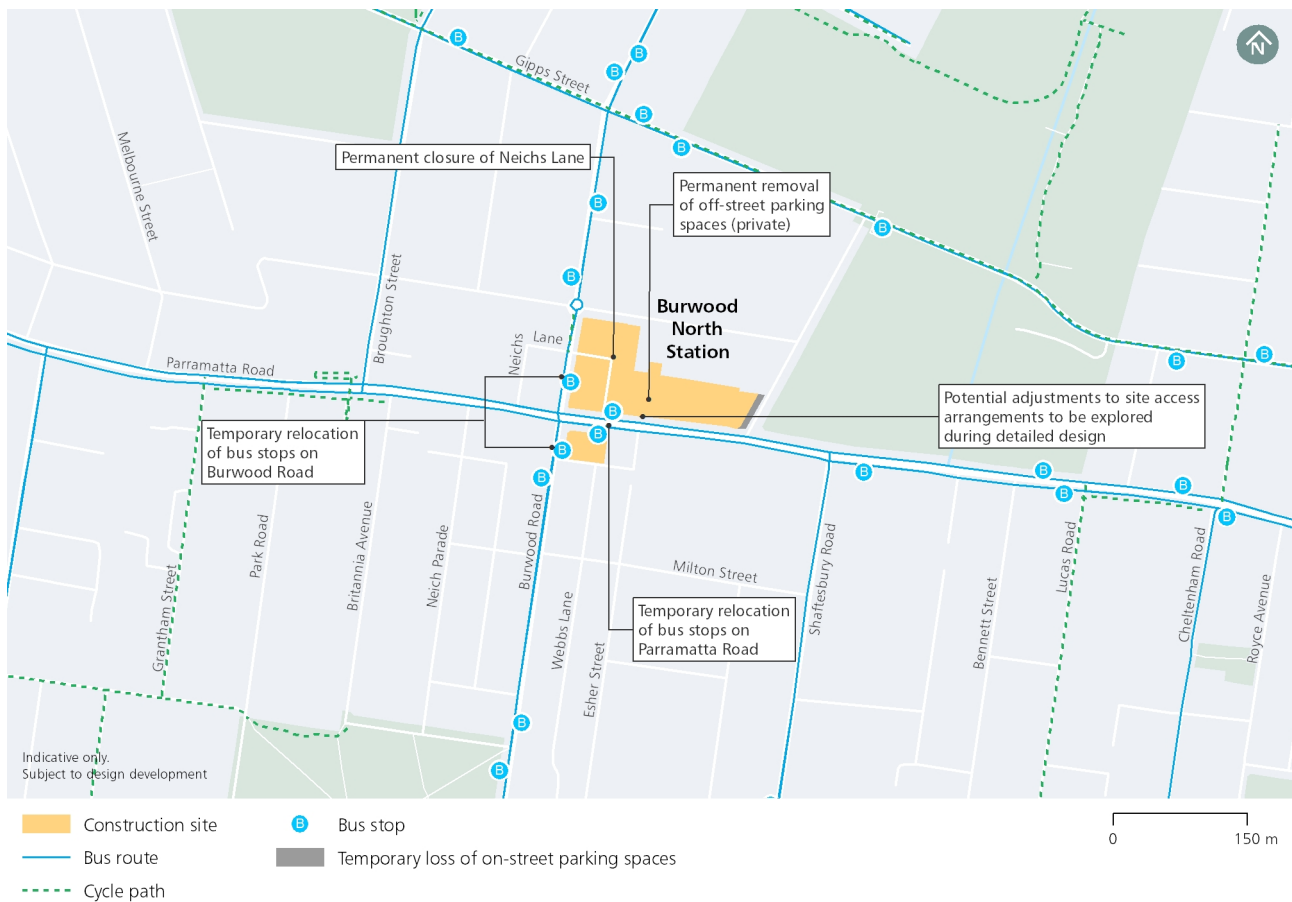 N
B
B
B
Gipps Street
B
B
Melbourne Street
Permanent closure of Neichs Lane
Permanent removal
of off-street parking
spaces (private)
B
B
B
Broughton Street
Burwood
North
Station
Neichs
Lane
Parramatta Road
B
B
B
B
Potential adjustments to site access
arrangements to be explored
during detailed design
Temporary relocation
of bus stops on
Burwood Road
B
B
B
B
B
B
B
B
Burwood Road
Park Road
Britannia Avenue
Neich Parade
Grantham Street
Milton Street
Shaftesbury Road
Lucas Road
Cheltenham Road
Bennett Street
Royce Avenue
Webbs Lane
Esher Street
Temporary relocation
of bus stops on
Parramatta Road
B
B
Indicative only.
Subject to design development
Construction site
B
Bus stop
Bus route
Temporary loss of on-street parking spaces
Cycle path
0
150 m